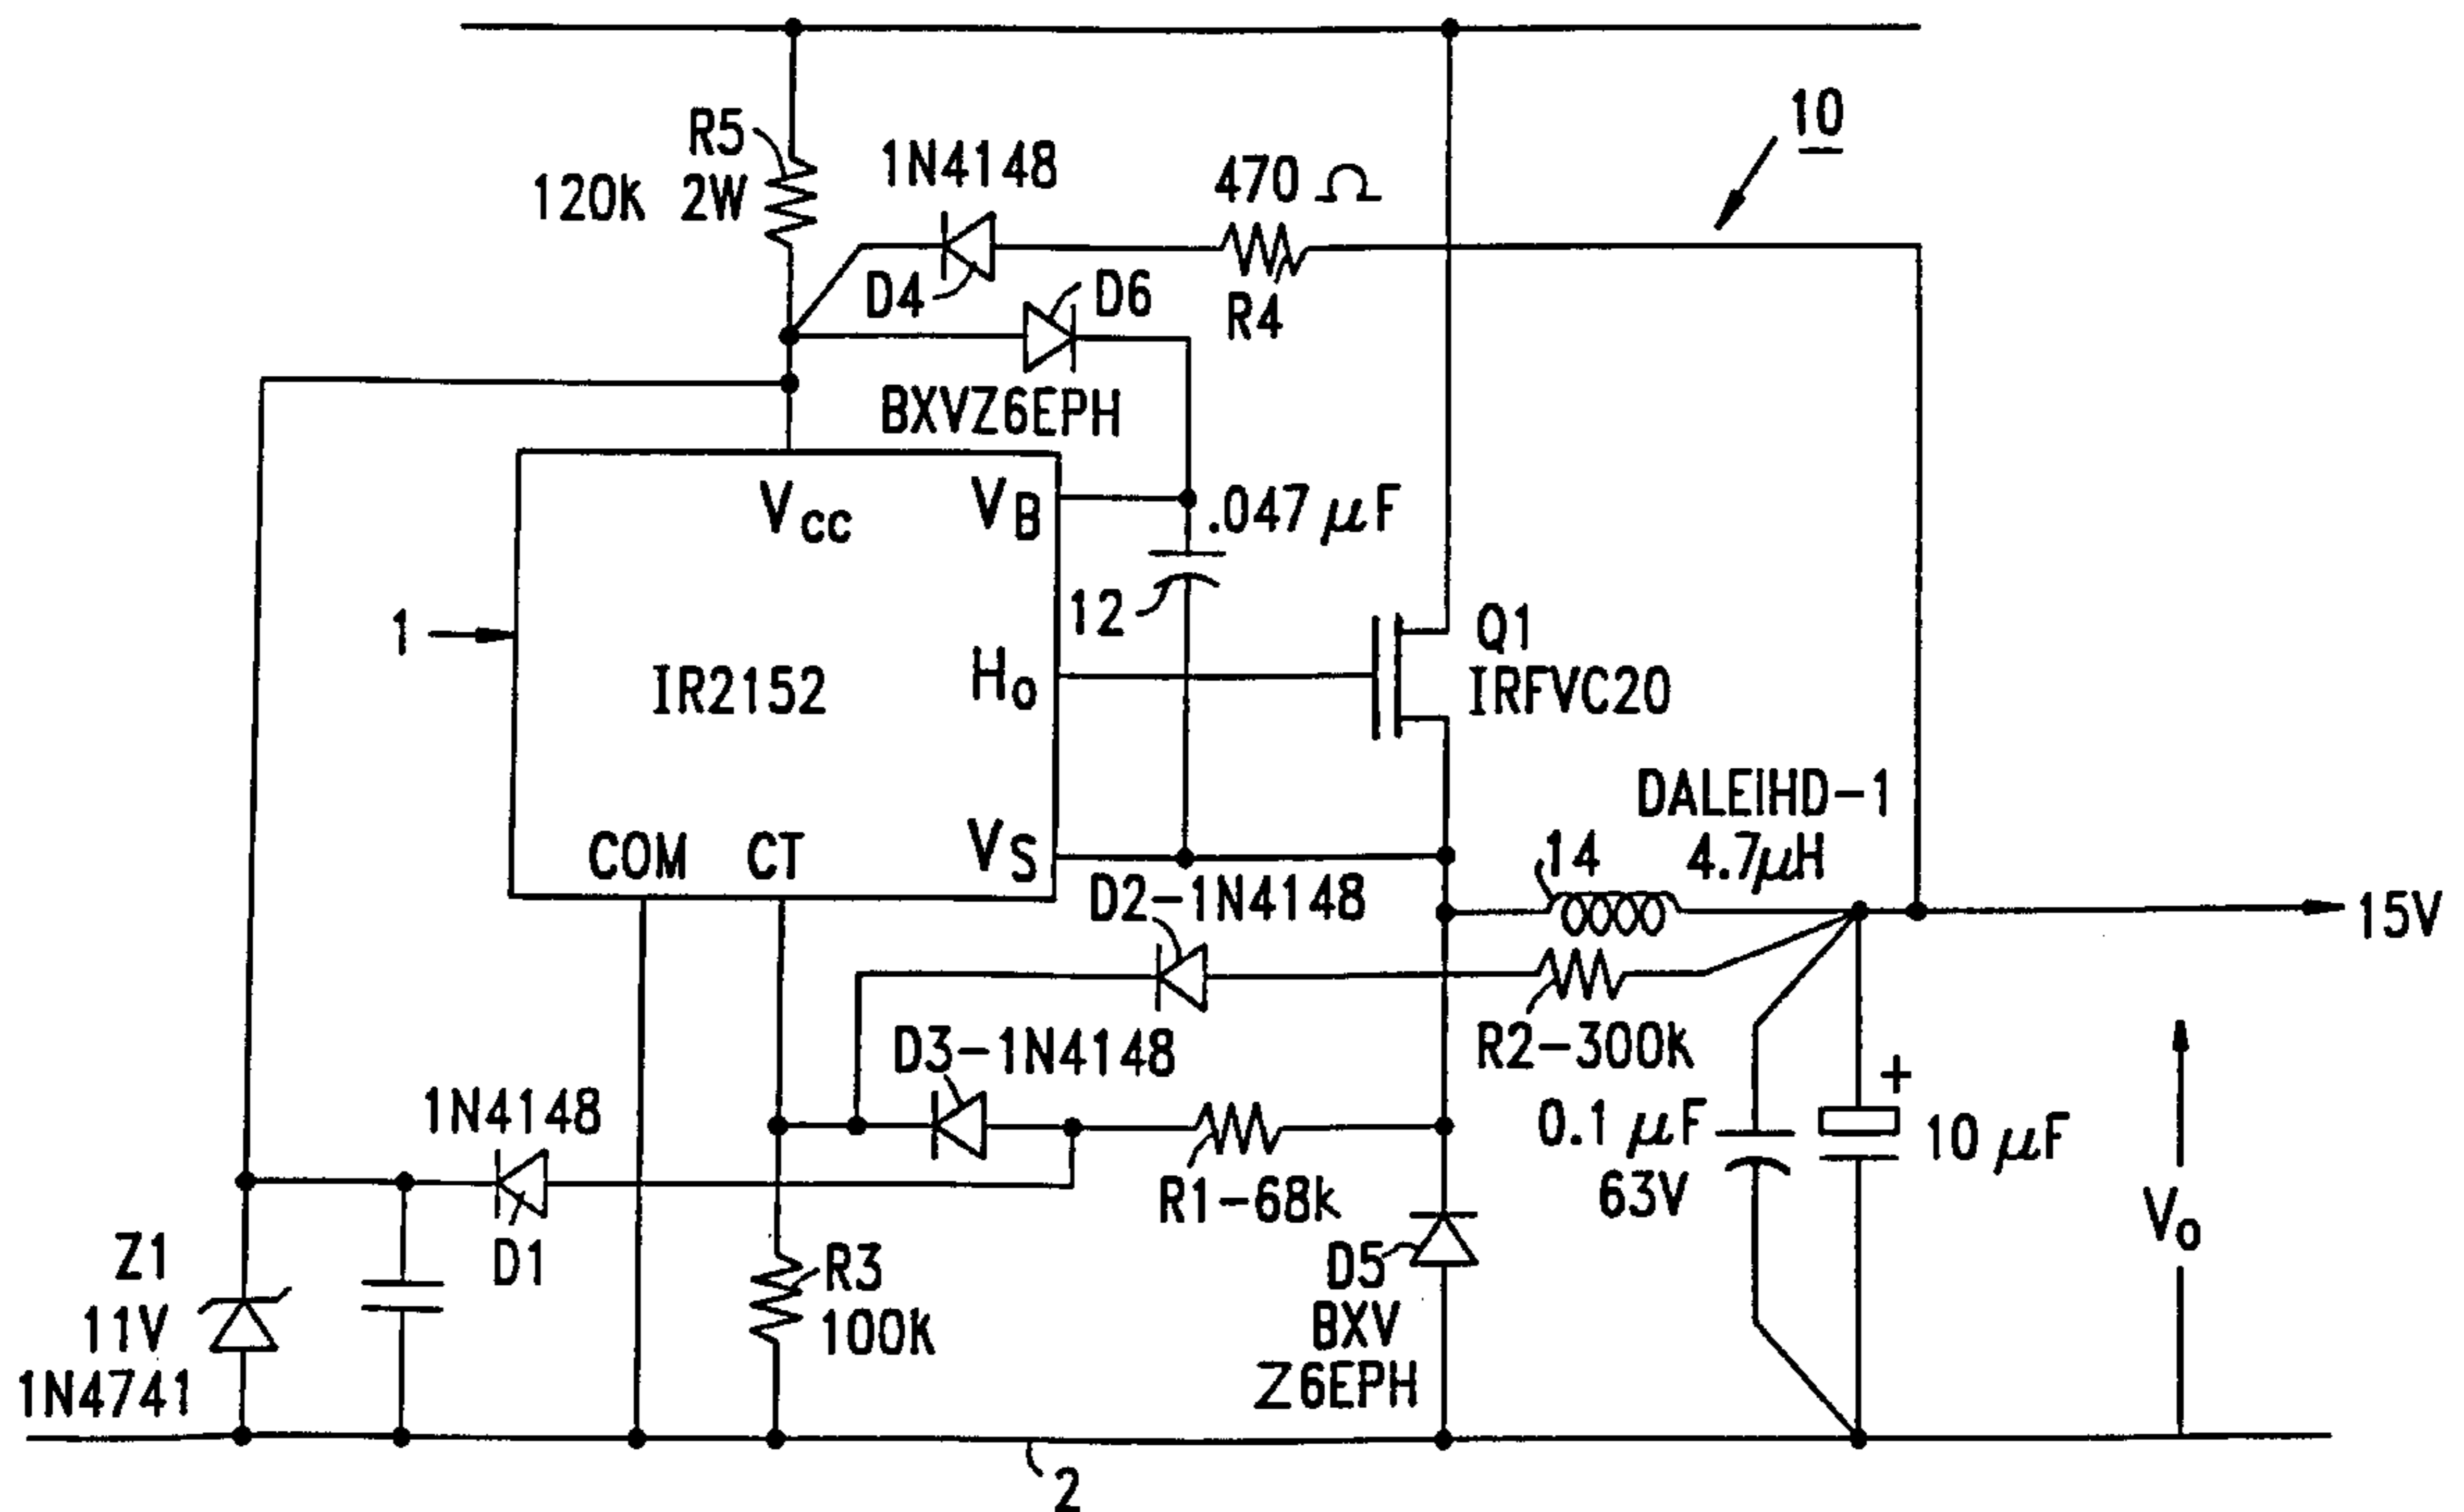 10
R5
120k 2W
1N4148
470 Ω
D4
D6
R4
BXVZ6EPH
Vcc
VB
.047 µF
12
1
IR2152
Ho
Q1
IRFVC20
COM
CT
VS
DALEIHD-1
4.7µH
14
D2-1N4148
15V
R2-300k
D3-1N4148
1N4148
0.1 µF
63V
+
10 µF
R1-68k
Vo
Z1
11V
1N4741
D1
R3
100K
D5
BXV
Z6EPH
2